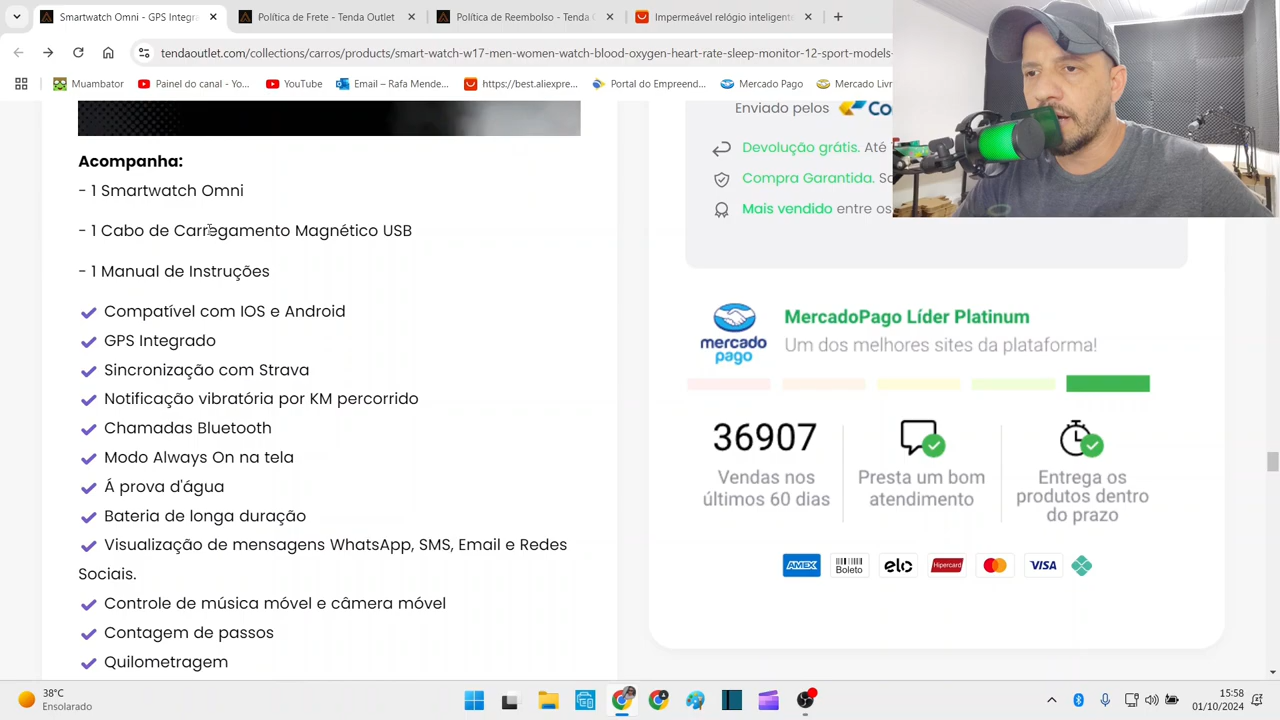 Smartwatch Omni - GPS Integr
Política de Frete - Tenda Outlet
Política de Reembolso - Tenda
Impermeável relógio inteligente
tendaoutlet.com/collections/carros/products/smart-watch-w17-men-women-watch-blood-oxygen-heart-rate-sleep-monitor-12-sport-models-
Muambator
Painel do canal - Yo...
YouTube
Email – Rafa Mende...
https://best.aliexpre...
Portal do Empreend...
Mercado Pago
Mercado Livr
Enviado pelos
Co
Acompanha:
- 1 Smartwatch Omni
- 1 Cabo de Carregamento Magnético USB
- 1 Manual de Instruções
Compatível com IOS e Android
GPS Integrado
Sincronização com Strava
Notificação vibratória por KM percorrido
Chamadas Bluetooth
Modo Always On na tela
Á prova d'água
Bateria de longa duração
Visualização de mensagens WhatsApp, SMS, Email e Redes
Sociais.
Controle de música móvel e câmera móvel
Contagem de passos
Quilometragem
Devolução grátis. Até
Compra Garantida.
Mais vendido entre os
mercado
pago
MercadoPago Líder Platinum
Um dos melhores sites da plataforma!
36907
Vendas nos
últimos 60 dias
Presta um bom
atendimento
Entrega os
produtos dentro
do prazo
AMEX
Boleto
elo
Hipercard
VISA
38°C
Ensolarado
15:58
01/10/2024